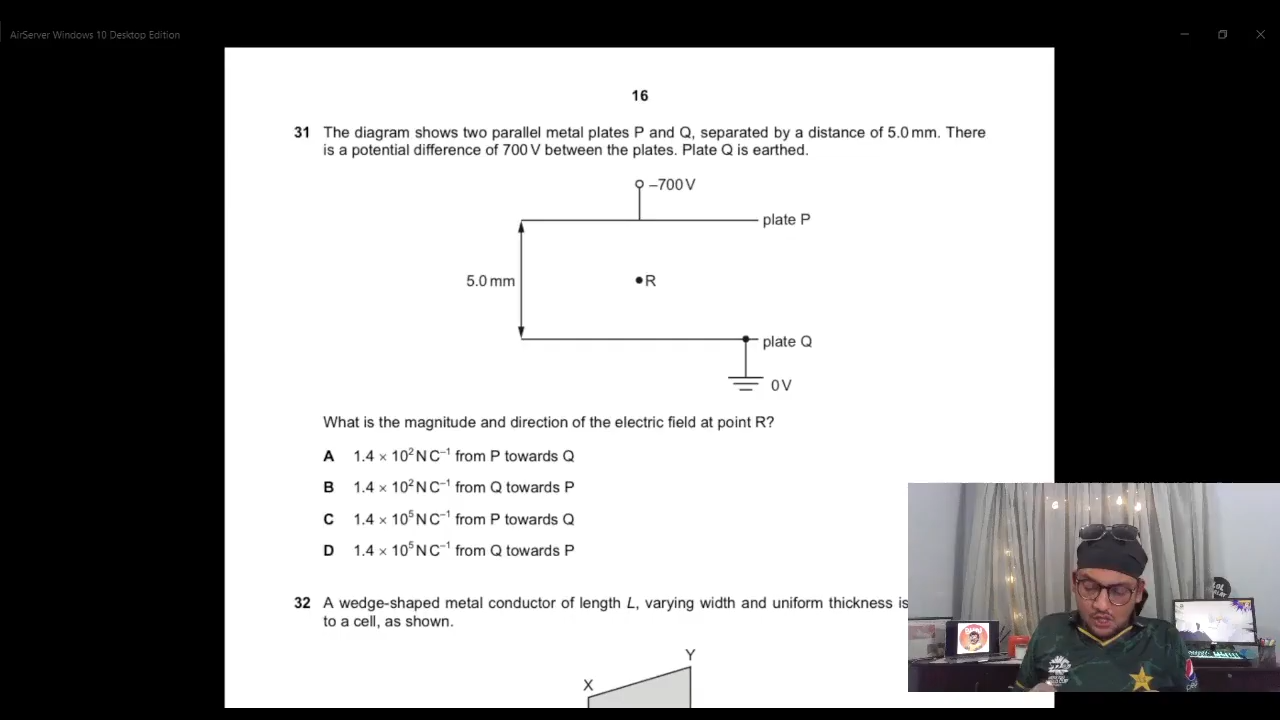 AirServer Windows 10 Desktop Edition
16
31 The diagram shows two parallel metal plates P and Q, separated by a distance of 5.0 mm. There
is a potential difference of 700 V between the plates. Plate Q is earthed.
–700 V
plate P
5.0 mm
R
plate Q
0 V
What is the magnitude and direction of the electric field at point R?
A 1.4 × 10² N C⁻¹ from P towards Q
B 1.4 × 10² N C⁻¹ from Q towards P
C 1.4 × 10⁵ N C⁻¹ from P towards Q
D 1.4 × 10⁵ N C⁻¹ from Q towards P
32 A wedge-shaped metal conductor of length L, varying width and uniform thickness is
to a cell, as shown.
Y
X